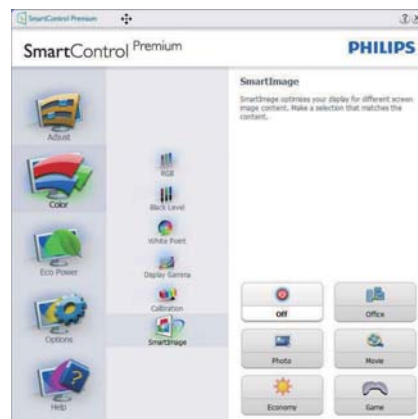 SmartControl Premium
SmartControl Premium
PHILIPS
Adjust
Color
Eco Power
Options
Help
RGB
Black Level
White Point
Display Gamma
Calibration
SmartImage
SmartImage
SmartImage optimises your display for different screen
image content. Make a selection that matches the
content.
Off
Office
Photo
Movie
Economy
Game